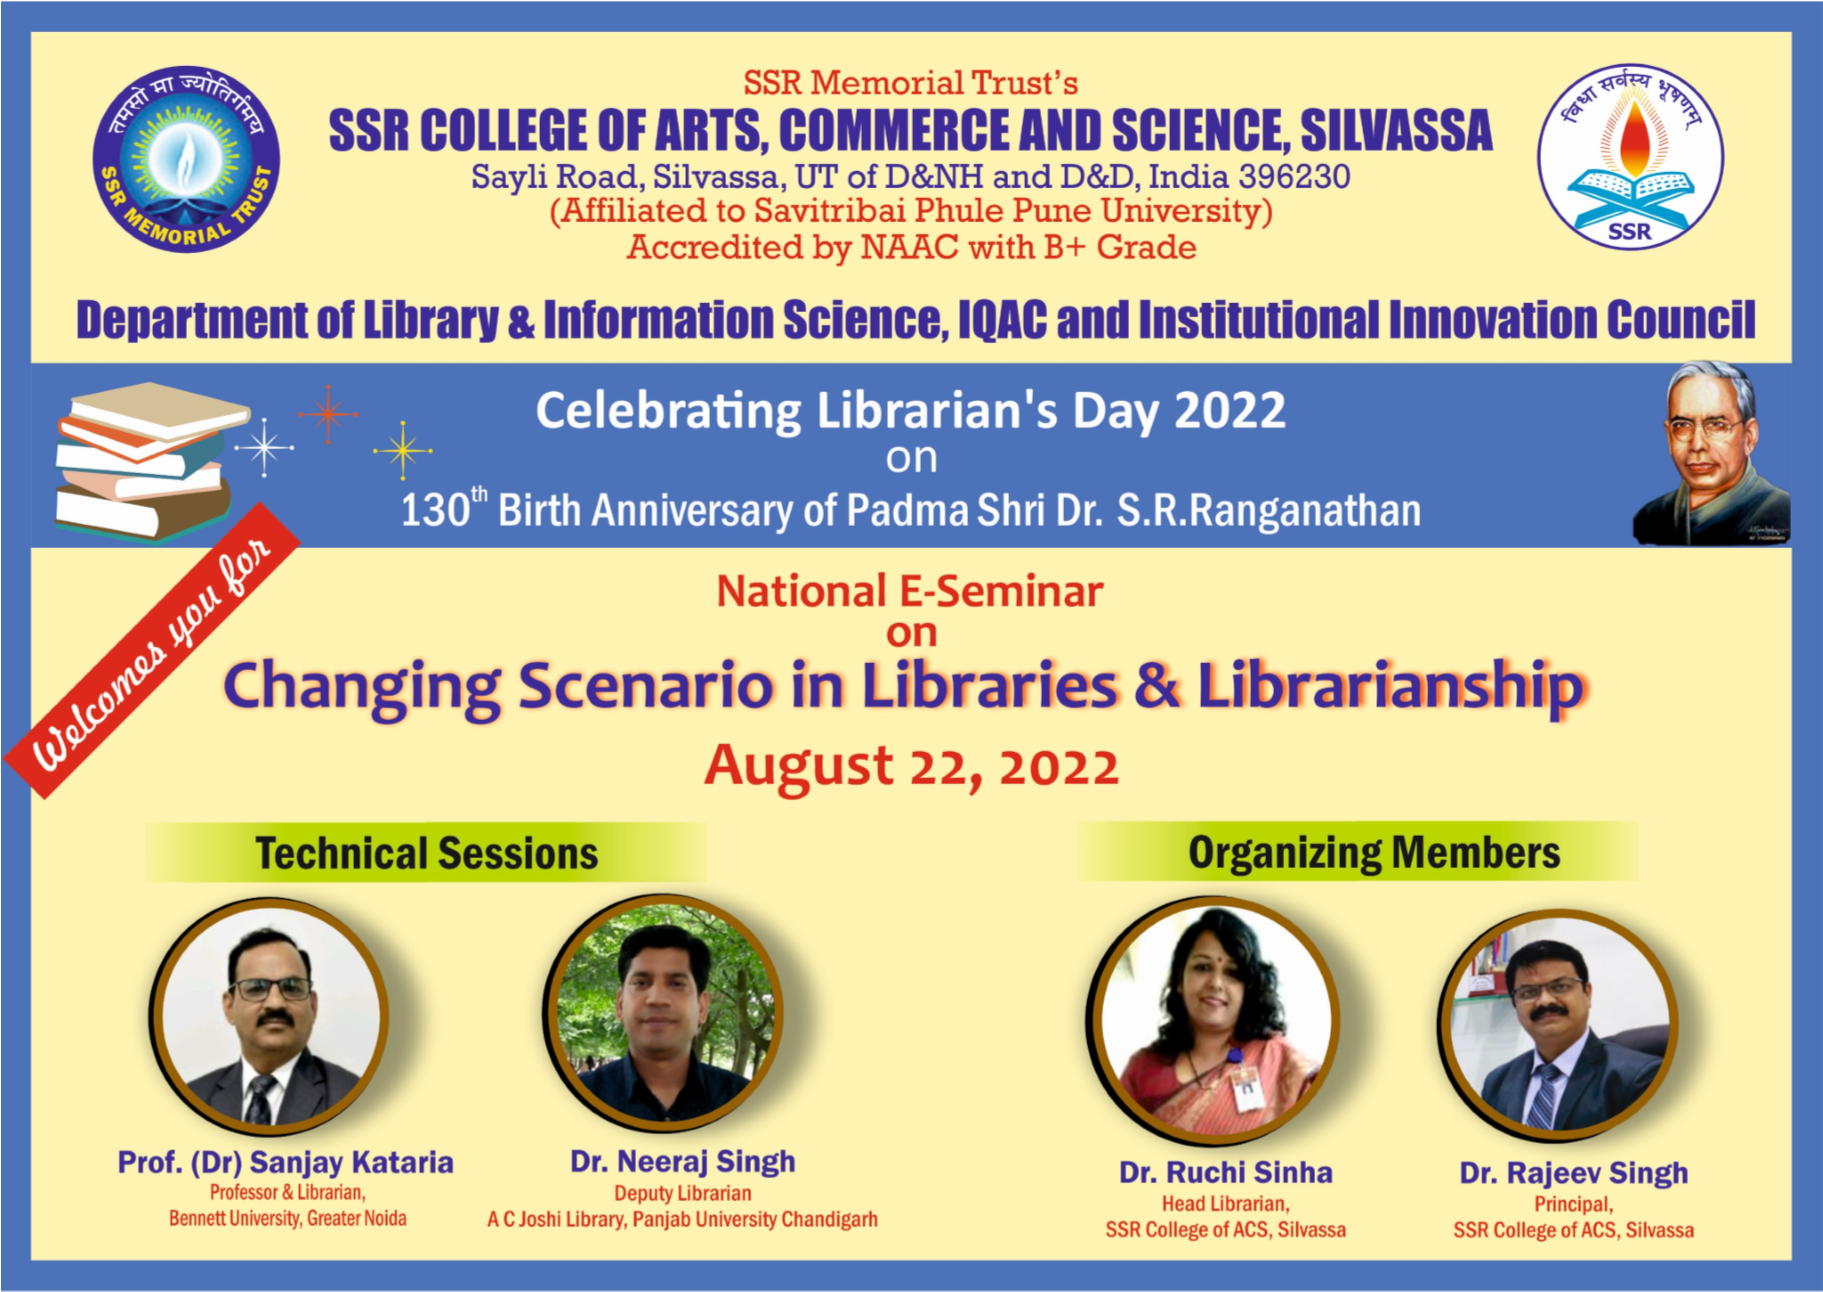 तमसो मा ज्योतिर्गमय
SSR MEMORIAL TRUST
SSR Memorial Trust's
SSR COLLEGE OF ARTS, COMMERCE AND SCIENCE, SILVASSA
Sayli Road, Silvassa, UT of D&NH and D&D, India 396230
(Affiliated to Savitribai Phule Pune University)
Accredited by NAAC with B+ Grade
विधा सर्वस्य भूषणम्
SSR
Department of Library & Information Science, IQAC and Institutional Innovation Council
Celebrating Librarian's Day 2022
on
130th Birth Anniversary of Padma Shri Dr. S.R.Ranganathan
Welcomes you for
National E-Seminar
on
Changing Scenario in Libraries & Librarianship
August 22, 2022
Technical Sessions
Prof. (Dr) Sanjay Kataria
Professor & Librarian,
Bennett University, Greater Noida
Dr. Neeraj Singh
Deputy Librarian
A C Joshi Library, Panjab University Chandigarh
Organizing Members
Dr. Ruchi Sinha
Head Librarian,
SSR College of ACS, Silvassa
Dr. Rajeev Singh
Principal,
SSR College of ACS, Silvassa